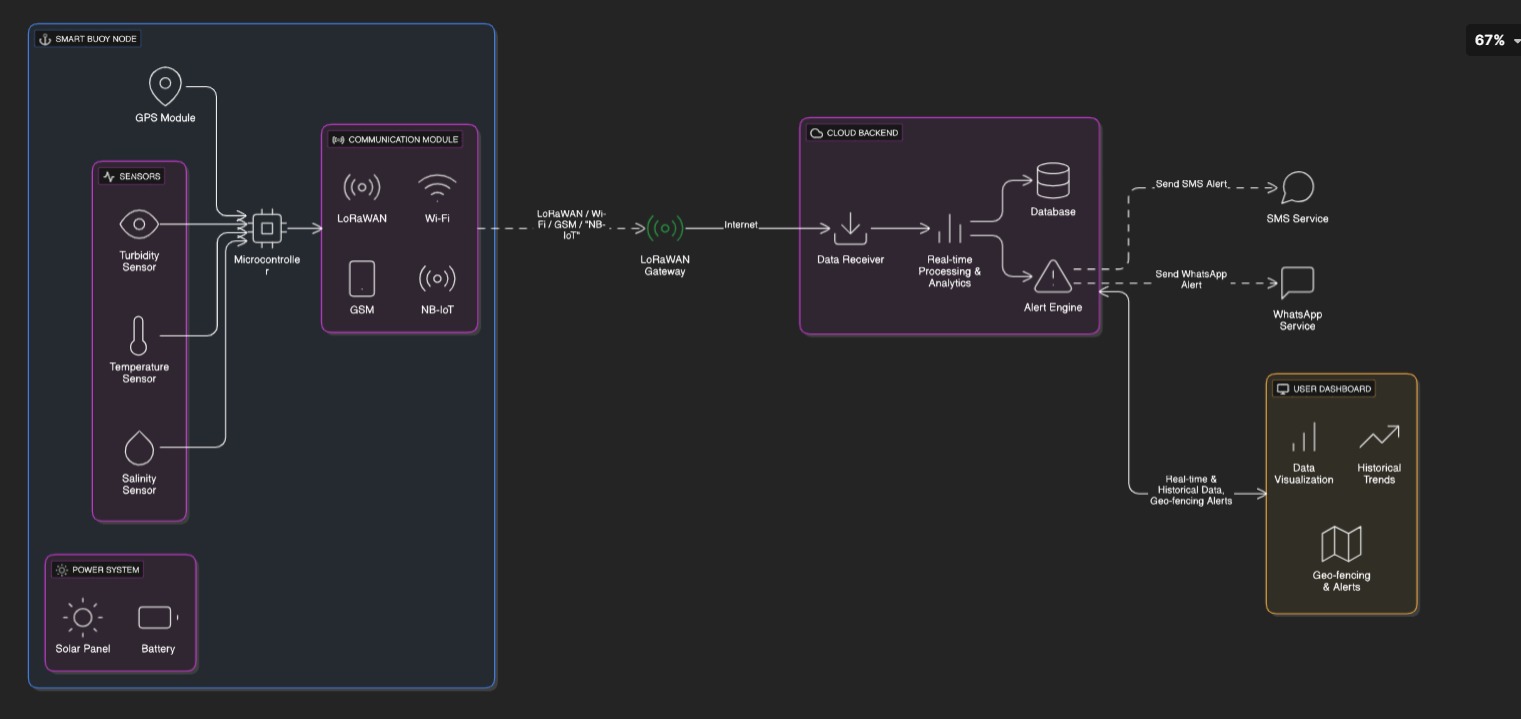 67%
SMART BUOY NODE
GPS Module
SENSORS
Turbidity
Sensor
Temperature
Sensor
Salinity
Sensor
Microcontrolle
r
COMMUNICATION MODULE
LoRaWAN
Wi-Fi
GSM
NB-IoT
POWER SYSTEM
Solar Panel
Battery
LoRaWAN / Wi-
Fi / GSM / "NB-
IoT"
LoRaWAN
Gateway
Internet
CLOUD BACKEND
Data Receiver
Real-time
Processing &
Analytics
Database
Alert Engine
Send SMS Alert
SMS Service
Send WhatsApp
Alert
WhatsApp
Service
Real-time &
Historical Data,
Geo-fencing Alerts
USER DASHBOARD
Data
Visualization
Historical
Trends
Geo-fencing
& Alerts